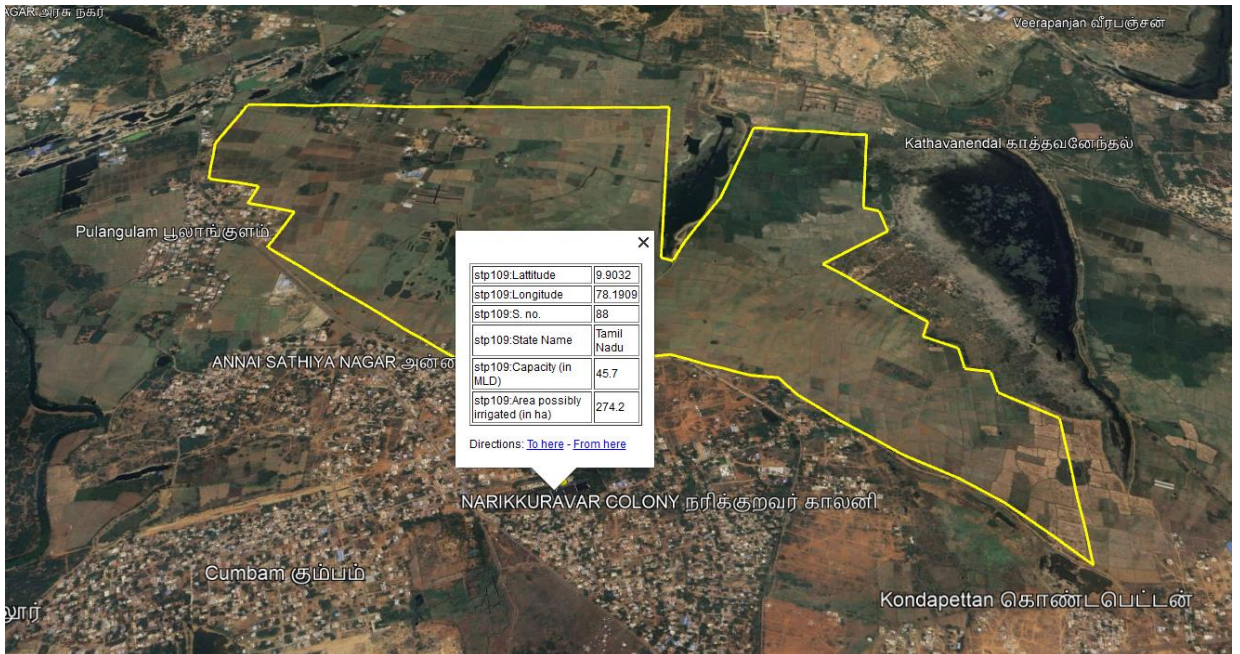 AGAR அரசு நகர்
Veerapanjan வீரபஞ்சன்
Kathavanendal காத்தவனேந்தல்
Pulangulam பூலாங்குளம்
ANNAI SATHIYA NAGAR அன்னை
stp109:Lattitude 9.9032
stp109:Longitude 78.1909
stp109:S. no. 88
stp109:State Name Tamil
Nadu
stp109:Capacity (in
MLD) 45.7
stp109:Area possibly
irrigated (in ha) 274.2
Directions: To here - From here
NARIKKURAVAR COLONY நரிக்குறவர் காலனி
Cumbam கும்பம்
Kondapettan கொண்டபெட்டன்
லூர்